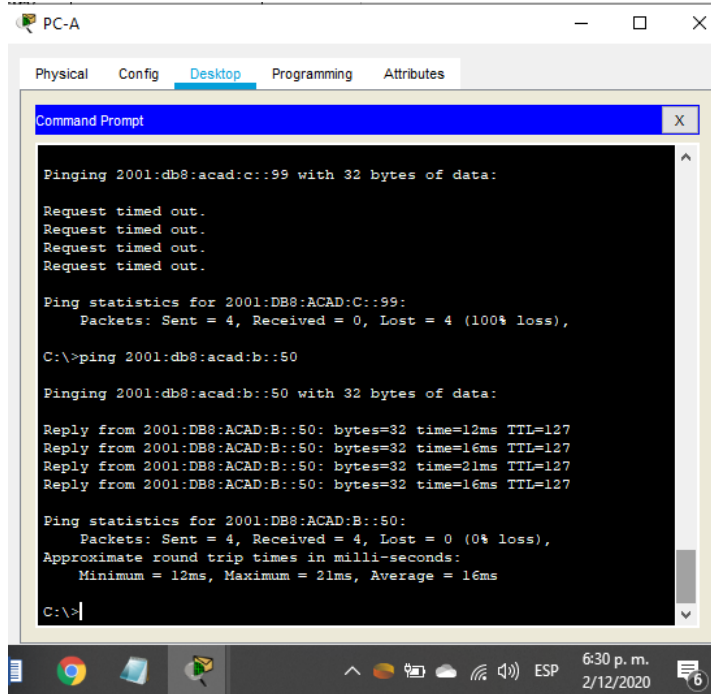 PC-A
Physical Config Desktop Programming Attributes
Command Prompt
X
Pinging 2001:db8:acad:c::99 with 32 bytes of data:
Request timed out.
Request timed out.
Request timed out.
Request timed out.
Ping statistics for 2001:DB8:ACAD:C::99:
Packets: Sent = 4, Received = 0, Lost = 4 (100% loss),
C:\>ping 2001:db8:acad:b::50
Pinging 2001:db8:acad:b::50 with 32 bytes of data:
Reply from 2001:DB8:ACAD:B::50: bytes=32 time=12ms TTL=127
Reply from 2001:DB8:ACAD:B::50: bytes=32 time=16ms TTL=127
Reply from 2001:DB8:ACAD:B::50: bytes=32 time=21ms TTL=127
Reply from 2001:DB8:ACAD:B::50: bytes=32 time=16ms TTL=127
Ping statistics for 2001:DB8:ACAD:B::50:
Packets: Sent = 4, Received = 4, Lost = 0 (0% loss),
Approximate round trip times in milli-seconds:
Minimum = 12ms, Maximum = 21ms, Average = 16ms
C:\>
ESP
6:30 p. m.
2/12/2020
6